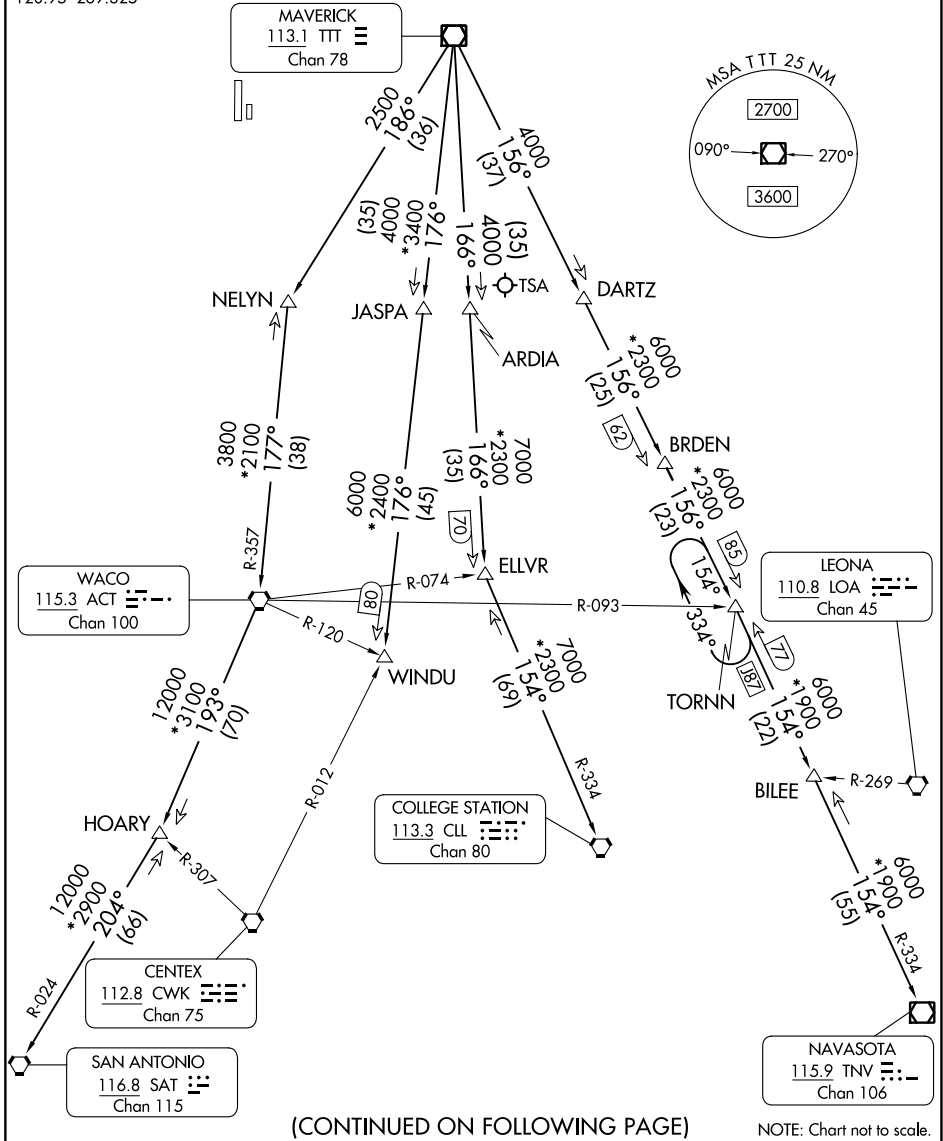 MAVERICK
113.1 TTT
Chan 78
MSA TTT 25 NM
2700
090°
270°
3600
2500
186°
(36)
(35)
4000
*3400
176°
(35)
4000
166°
4000
156°
(37)
TSA
NELYN
JASPA
ARDIA
DARTZ
3800
*2100
177°
(38)
R-357
6000
*2400
176°
(45)
80
7000
*2300
166°
(35)
70
6000
*2300
156°
(25)
62
BRDEN
6000
*2300
156°
(23)
85
WACO
115.3 ACT
Chan 100
R-074
ELLVR
R-093
R-120
WINDU
154°
334°
J87
77
TORNN
LEONA
110.8 LOA
Chan 45
12000
*3100
193°
(70)
7000
*2300
154°
(69)
R-334
6000
*1900
154°
(22)
BILEE
R-269
HOARY
R-307
R-012
COLLEGE STATION
113.3 CLL
Chan 80
12000
*2900
204°
(66)
R-024
6000
*1900
154°
(55)
R-334
CENTEX
112.8 CWK
Chan 75
SAN ANTONIO
116.8 SAT
Chan 115
NAVASOTA
115.9 TNV
Chan 106
(CONTINUED ON FOLLOWING PAGE)
NOTE: Chart not to scale.